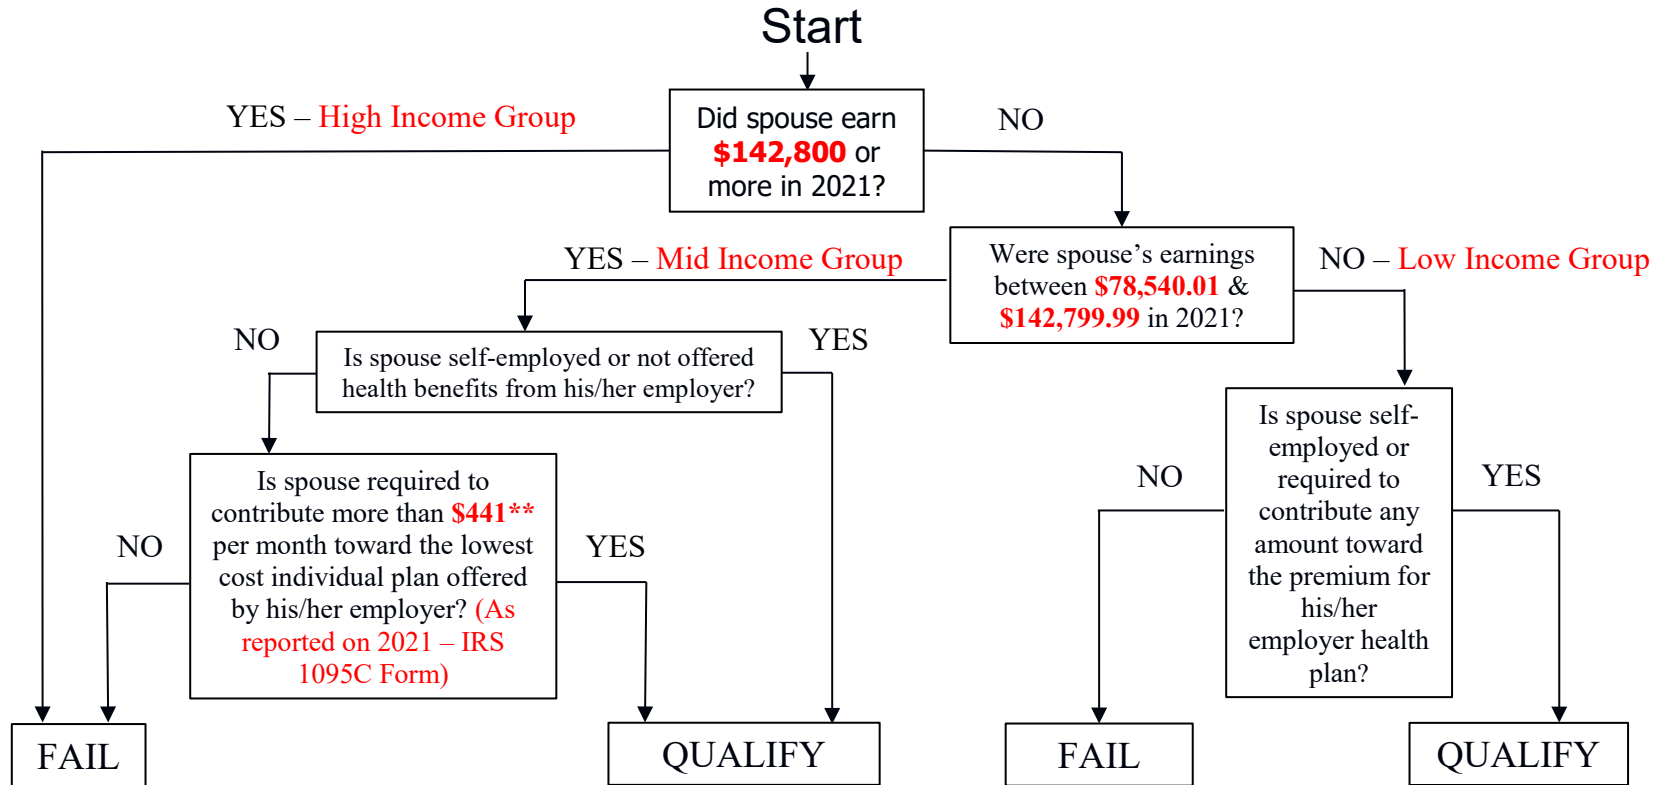 Start
YES – High Income Group
Did spouse earn
$142,800 or
more in 2021?
NO
YES – Mid Income Group
Were spouse’s earnings
between $78,540.01 &
$142,799.99 in 2021?
NO – Low Income Group
NO
Is spouse self-employed or not offered
health benefits from his/her employer?
YES
Is spouse required to
contribute more than $441**
per month toward the lowest
cost individual plan offered
by his/her employer? (As
reported on 2021 – IRS
1095C Form)
NO
YES
Is spouse self-
employed or
required to
contribute any
amount toward
the premium for
his/her
employer health
plan?
NO
YES
FAIL
QUALIFY
FAIL
QUALIFY